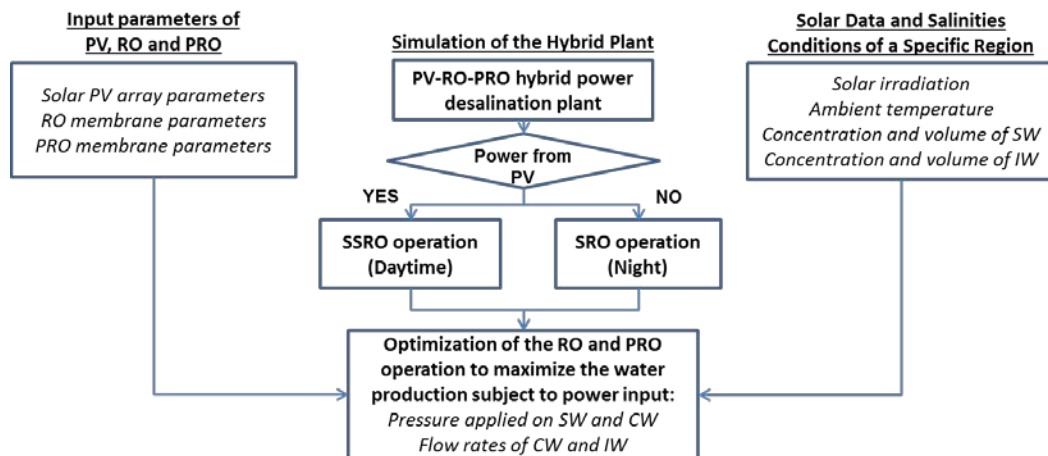 Input parameters of
PV, RO and PRO
Solar PV array parameters
RO membrane parameters
PRO membrane parameters
Simulation of the Hybrid Plant
PV-RO-PRO hybrid power
desalination plant
Power from
PV
YES
NO
SSRO operation
(Daytime)
SRO operation
(Night)
Optimization of the RO and PRO
operation to maximize the water
production subject to power input:
Pressure applied on SW and CW
Flow rates of CW and IW
Solar Data and Salinities
Conditions of a Specific Region
Solar irradiation
Ambient temperature
Concentration and volume of SW
Concentration and volume of IW